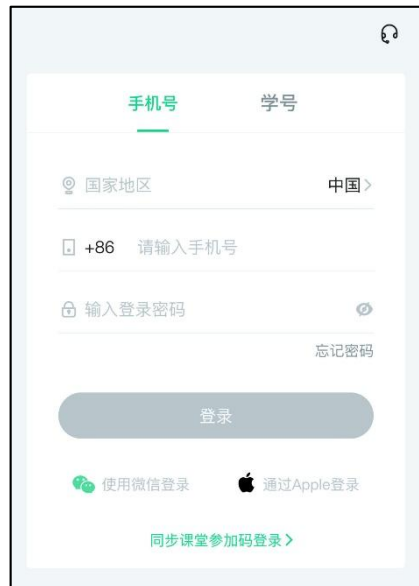 手机号 学号
国家地区 中国>
+86 请输入手机号
输入登录密码
忘记密码
登录
使用微信登录 通过Apple登录
同步课堂参加码登录>